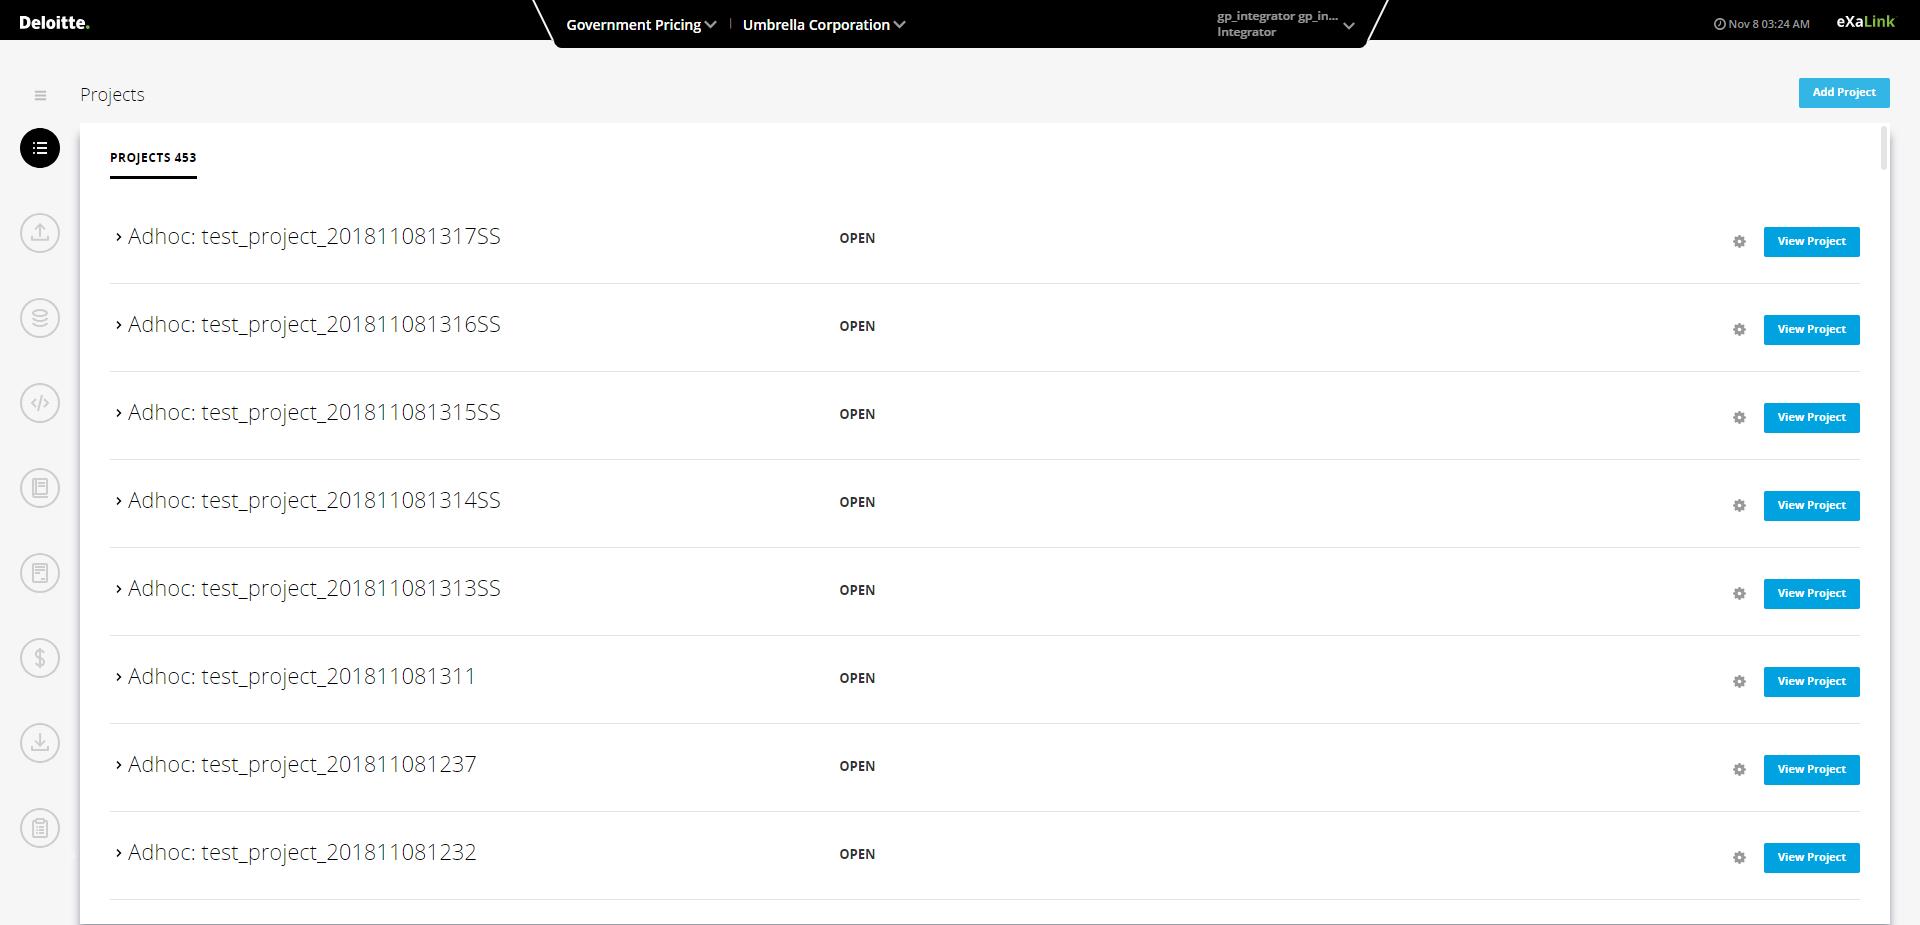 Deloitte.
Government Pricing | Umbrella Corporation
gp_integrator gp_in...
Integrator
Nov 8 03:24 AM
eXaLink
Projects
Add Project
PROJECTS 453
Adhoc: test_project_201811081317SS OPEN View Project
Adhoc: test_project_201811081316SS OPEN View Project
Adhoc: test_project_201811081315SS OPEN View Project
Adhoc: test_project_201811081314SS OPEN View Project
Adhoc: test_project_201811081313SS OPEN View Project
Adhoc: test_project_201811081311 OPEN View Project
Adhoc: test_project_201811081237 OPEN View Project
Adhoc: test_project_201811081232 OPEN View Project